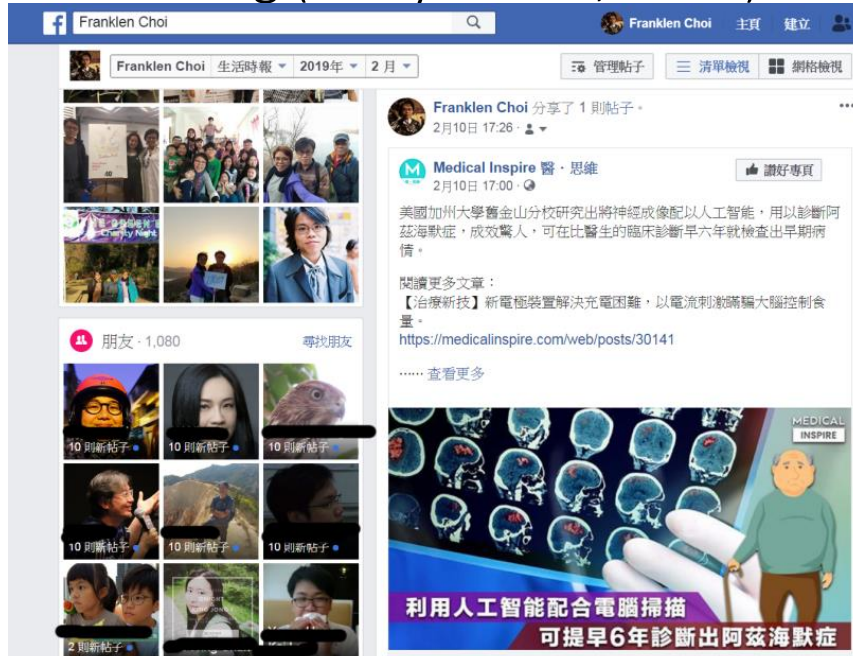 Franklen Choi
Franklen Choi
主頁
建立
Franklen Choi
生活時報
2019年
2 月
管理帖子
清單檢視
網格檢視
Charity Night
朋友 · 1,080
尋找朋友
10 則新帖子
10 則新帖子
10 則新帖子
10 則新帖子
10 則新帖子
10 則新帖子
2 則新帖子
Franklen Choi 分享了 1 則帖子。
2月10日 17:26 ·
Medical Inspire 醫 · 思維
2月10日 17:00 ·
讚好專頁
美國加州大學舊金山分校研究出將神經成像配以人工智能，用以診斷阿
茲海默症，成效驚人，可在比醫生的臨床診斷早六年就檢查出早期病
情。
閱讀更多文章：
【治療新技】新電極裝置解決充電困難，以電流刺激瞞騙大腦控制食
量。
https://medicalinspire.com/web/posts/30141
…… 查看更多
MEDICAL
INSPIRE
利用人工智能配合電腦掃描
可提早6年診斷出阿茲海默症